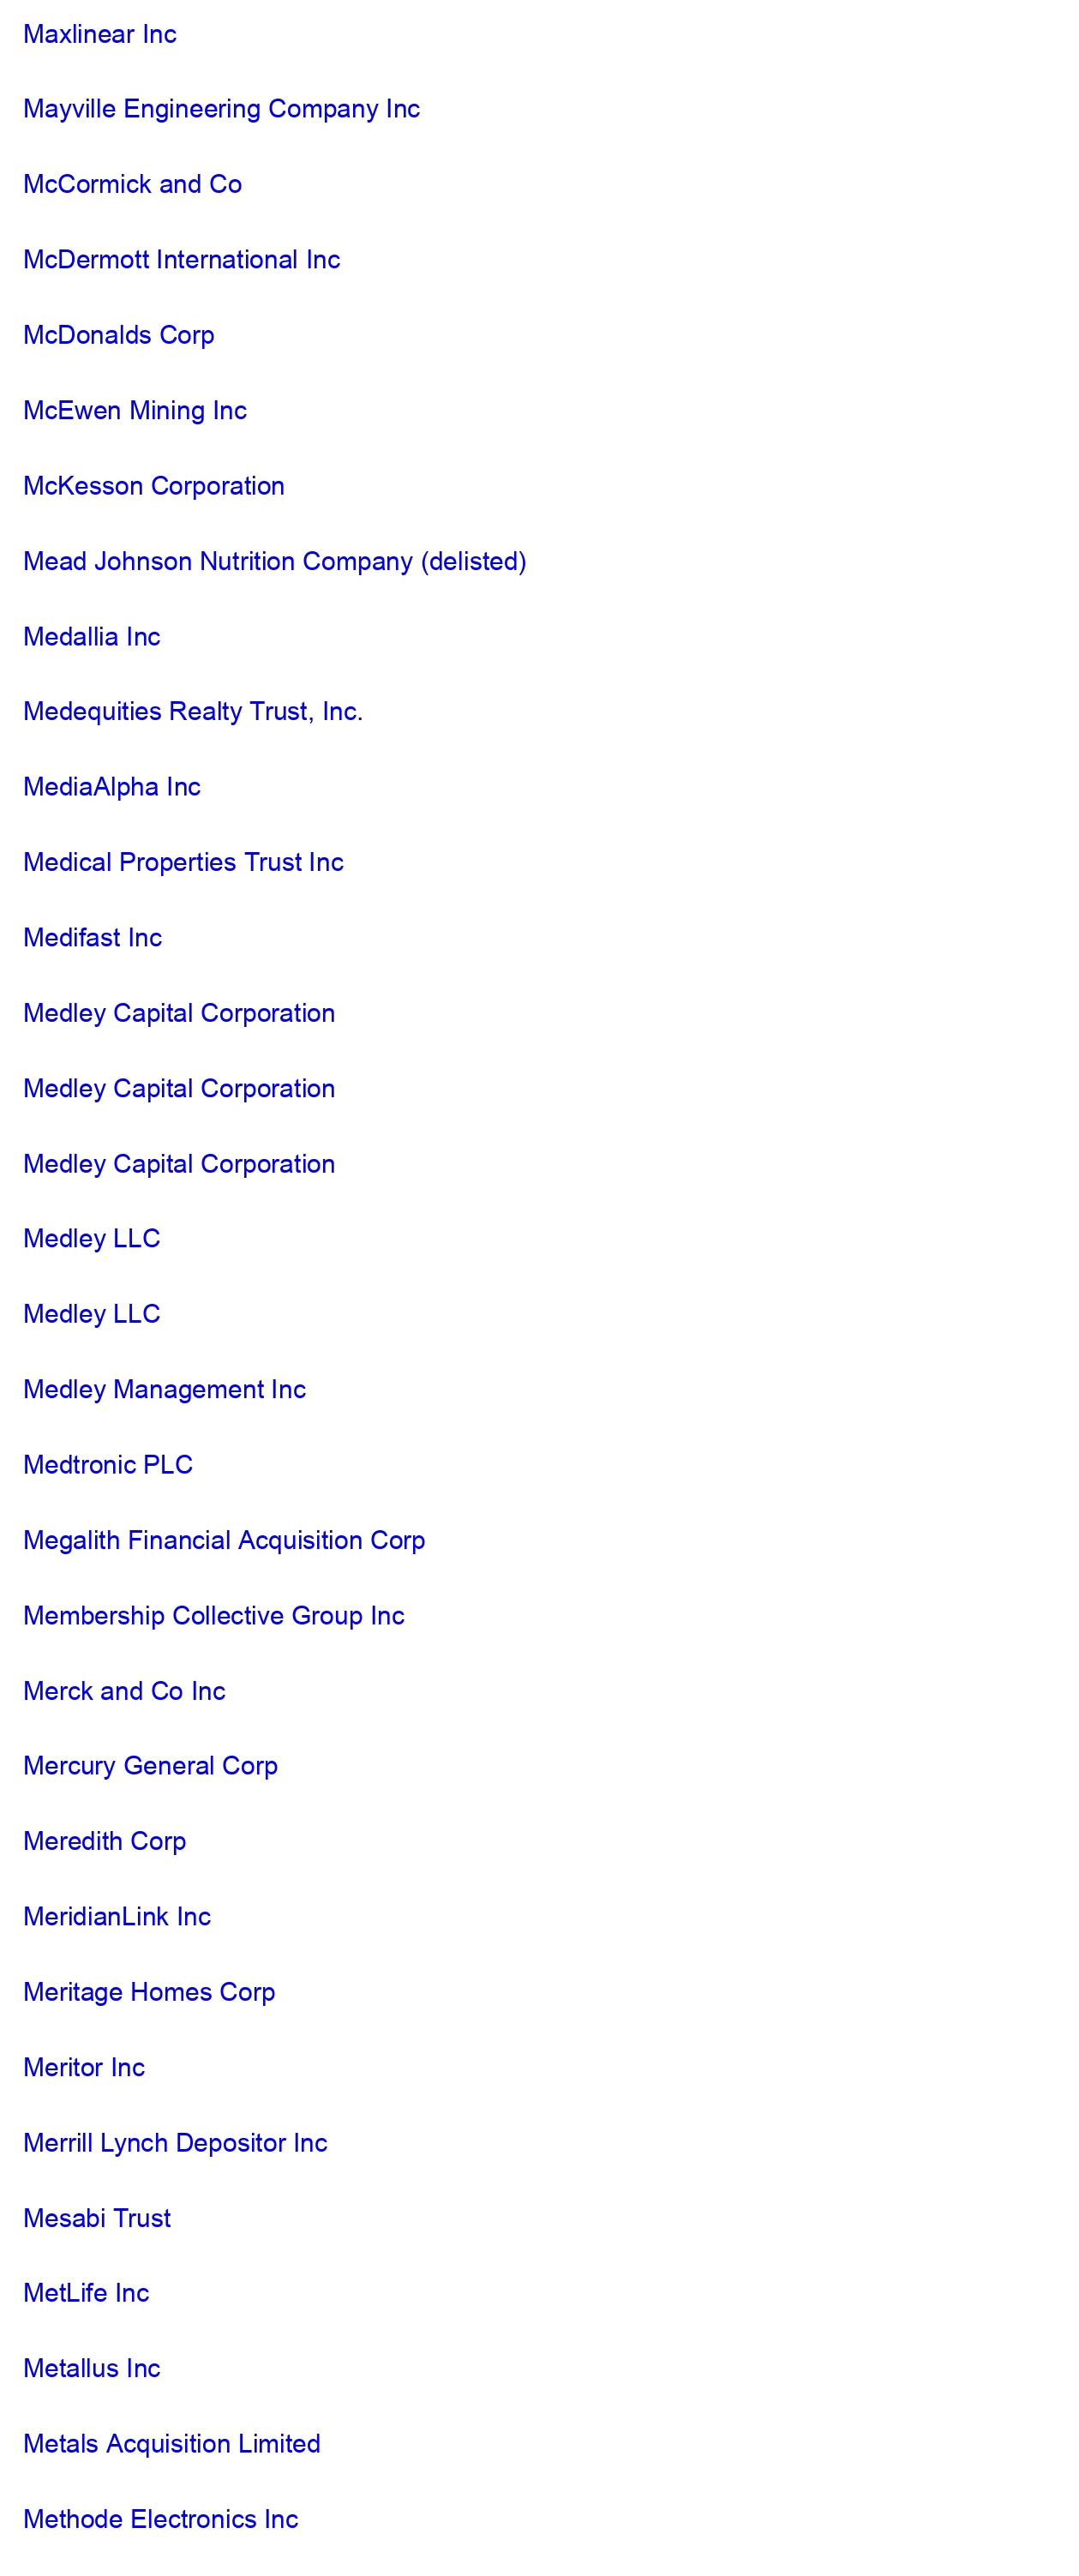 Maxlinear Inc
Mayville Engineering Company Inc
McCormick and Co
McDermott International Inc
McDonalds Corp
McEwen Mining Inc
McKesson Corporation
Mead Johnson Nutrition Company (delisted)
Medallia Inc
Medequities Realty Trust, Inc.
MediaAlpha Inc
Medical Properties Trust Inc
Medifast Inc
Medley Capital Corporation
Medley Capital Corporation
Medley Capital Corporation
Medley LLC
Medley LLC
Medley Management Inc
Medtronic PLC
Megalith Financial Acquisition Corp
Membership Collective Group Inc
Merck and Co Inc
Mercury General Corp
Meredith Corp
MeridianLink Inc
Meritage Homes Corp
Meritor Inc
Merrill Lynch Depositor Inc
Mesabi Trust
MetLife Inc
Metallus Inc
Metals Acquisition Limited
Methode Electronics Inc